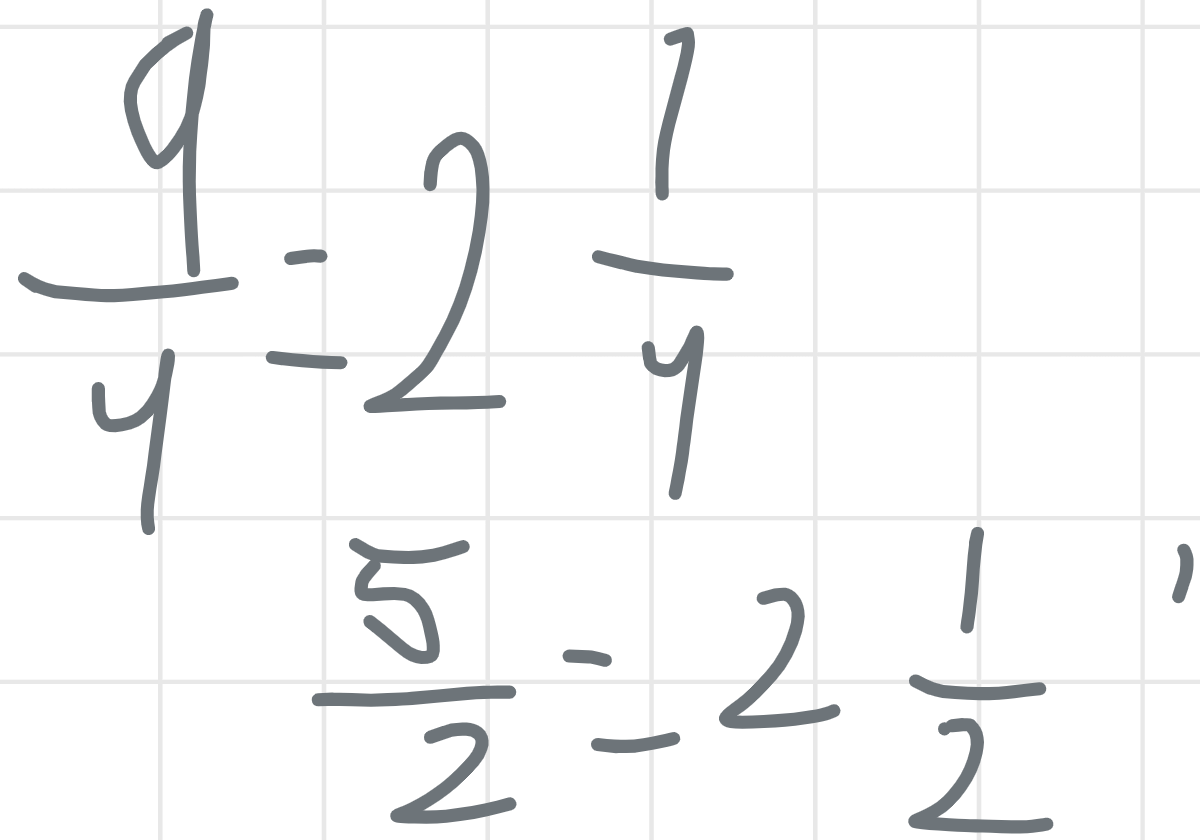 9/4 = 2 1/4
5/2 = 2 1/2 '